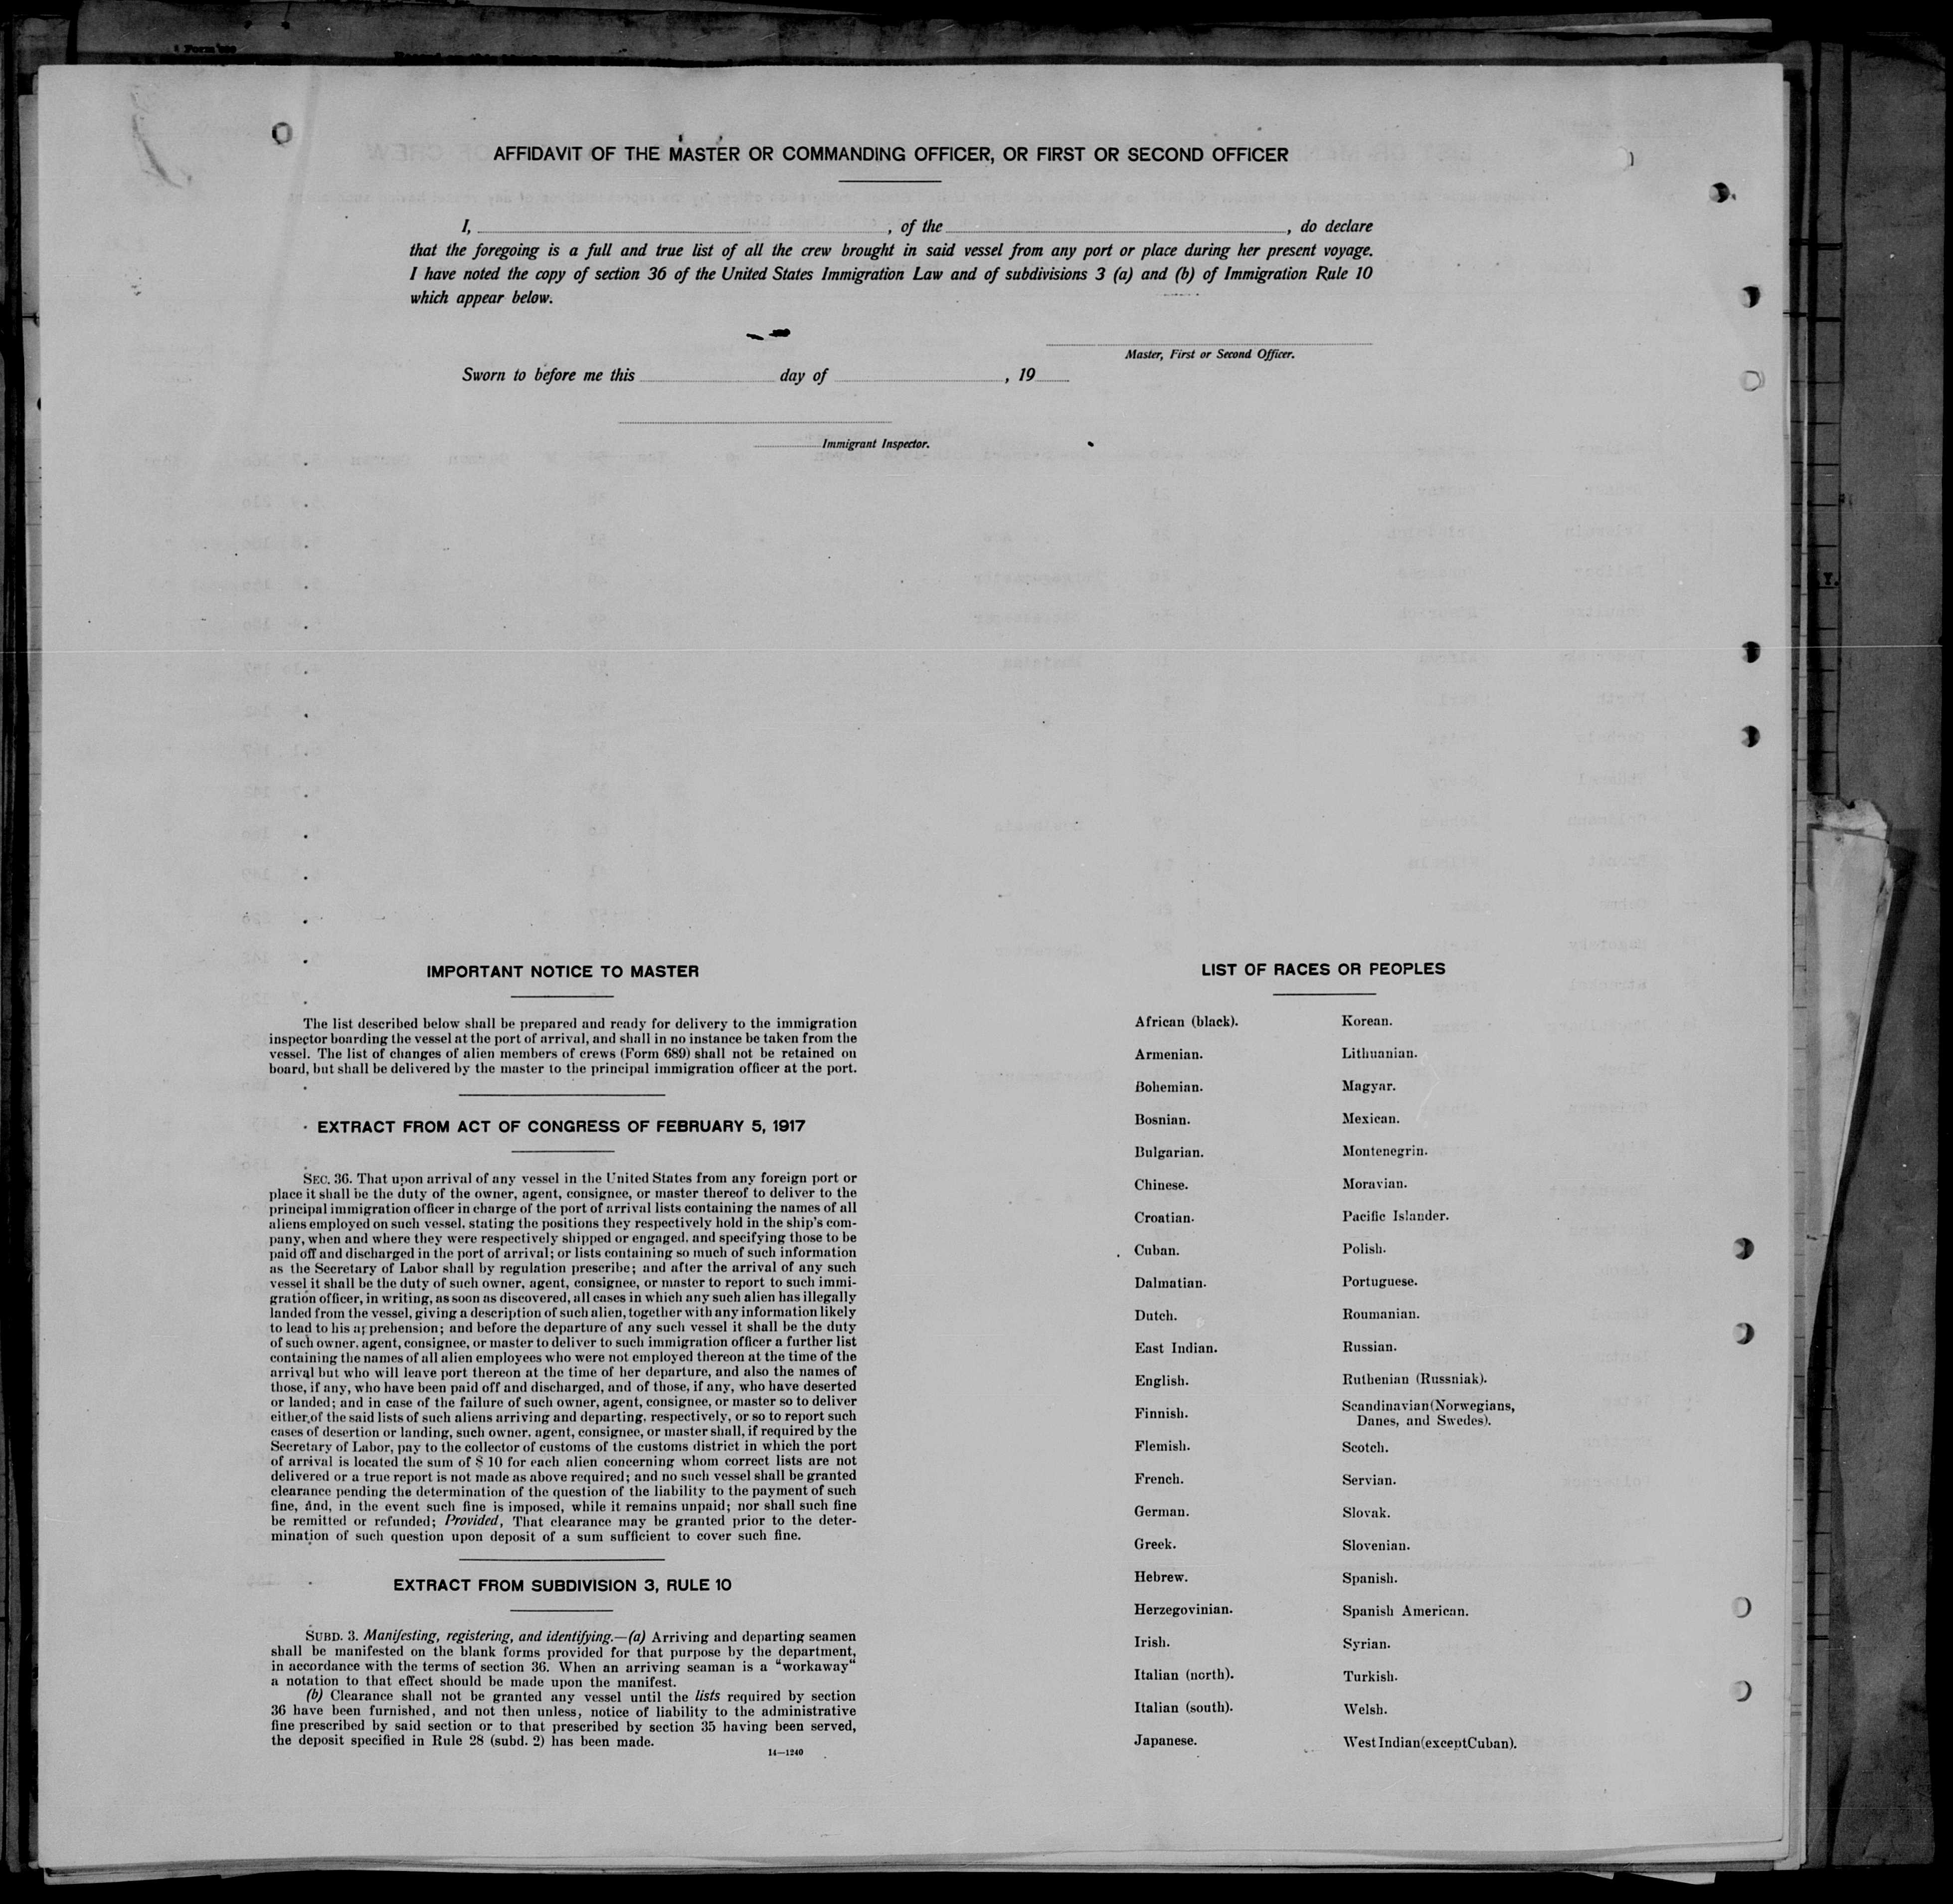 AFFIDAVIT OF THE MASTER OR COMMANDING OFFICER, OR FIRST OR SECOND OFFICER
I, , of the , do declare
that the foregoing is a full and true list of all the crew brought in said vessel from any port or place during her present voyage.
I have noted the copy of section 36 of the United States Immigration Law and of subdivisions 3 (a) and (b) of Immigration Rule 10
which appear below.
Master, First or Second Officer.
Sworn to before me this day of , 19
Immigrant Inspector.
IMPORTANT NOTICE TO MASTER
The list described below shall be prepared and ready for delivery to the immigration
inspector boarding the vessel at the port of arrival, and shall in no instance be taken from the
vessel. The list of changes of alien members of crews (Form 689) shall not be retained on
board, but shall be delivered by the master to the principal immigration officer at the port.
EXTRACT FROM ACT OF CONGRESS OF FEBRUARY 5, 1917
SEC. 36. That upon arrival of any vessel in the United States from any foreign port or
place it shall be the duty of the owner, agent, consignee, or master thereof to deliver to the
principal immigration officer in charge of the port of arrival lists containing the names of all
aliens employed on such vessel, stating the positions they respectively hold in the ship's com-
pany, when and where they were respectively shipped or engaged, and specifying those to be
paid off and discharged in the port of arrival; or lists containing so much of such information
as the Secretary of Labor shall by regulation prescribe; and after the arrival of any such
vessel it shall be the duty of such owner, agent, consignee, or master to report to such immi-
gration officer, in writing, as soon as discovered, all cases in which any such alien has illegally
landed from the vessel, giving a description of such alien, together with any information likely
to lead to his apprehension; and before the departure of any such vessel it shall be the duty
of such owner, agent, consignee, or master to deliver to such immigration officer a further list
containing the names of all alien employees who were not employed thereon at the time of the
arrival but who will leave port thereon at the time of her departure, and also the names of
those, if any, who have been paid off and discharged, and of those, if any, who have deserted
or landed; and in case of the failure of such owner, agent, consignee, or master so to deliver
either of the said lists of such aliens arriving and departing, respectively, or so to report such
cases of desertion or landing, such owner, agent, consignee, or master shall, if required by the
Secretary of Labor, pay to the collector of customs of the customs district in which the port
of arrival is located the sum of $ 10 for each alien concerning whom correct lists are not
delivered or a true report is not made as above required; and no such vessel shall be granted
clearance pending the determination of the question of the liability to the payment of such
fine, and, in the event such fine is imposed, while it remains unpaid; nor shall such fine
be remitted or refunded; Provided, That clearance may be granted prior to the deter-
mination of such question upon deposit of a sum sufficient to cover such fine.
EXTRACT FROM SUBDIVISION 3, RULE 10
SUBD. 3. Manifesting, registering, and identifying.—(a) Arriving and departing seamen
shall be manifested on the blank forms provided for that purpose by the department,
in accordance with the terms of section 36. When an arriving seaman is a "workaway"
a notation to that effect should be made upon the manifest.
(b) Clearance shall not be granted any vessel until the lists required by section
36 have been furnished, and not then unless, notice of liability to the administrative
fine prescribed by said section or to that prescribed by section 35 having been served,
the deposit specified in Rule 28 (subd. 2) has been made.
14—1240
LIST OF RACES OR PEOPLES
African (black).
Armenian.
Bohemian.
Bosnian.
Bulgarian.
Chinese.
Croatian.
Cuban.
Dalmatian.
Dutch.
East Indian.
English.
Finnish.
Flemish.
French.
German.
Greek.
Hebrew.
Herzegovinian.
Irish.
Italian (north).
Italian (south).
Japanese.
Korean.
Lithuanian.
Magyar.
Mexican.
Montenegrin.
Moravian.
Pacific Islander.
Polish.
Portuguese.
Roumanian.
Russian.
Ruthenian (Russniak).
Scandinavian (Norwegians,
Danes, and Swedes).
Scotch.
Servian.
Slovak.
Slovenian.
Spanish.
Spanish American.
Syrian.
Turkish.
Welsh.
West Indian (except Cuban).